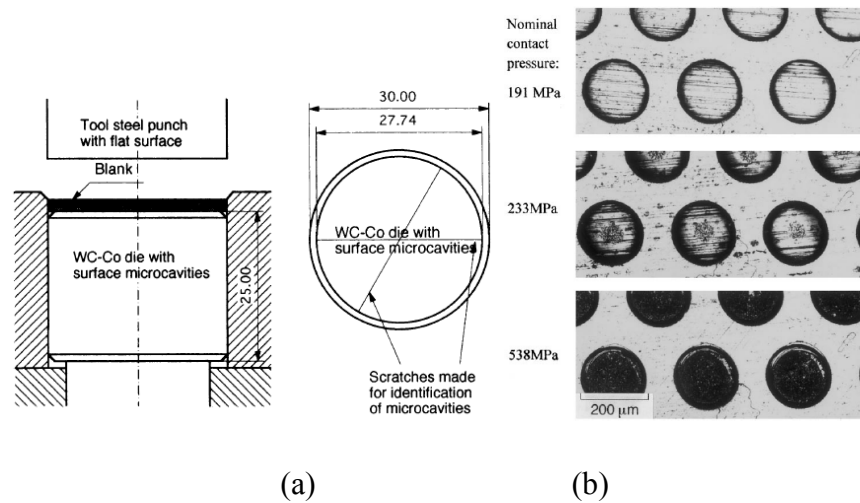 Tool steel punch
with flat surface
Blank
WC-Co die with
surface microcavities
25.00
30.00
27.74
WC-Co die with
surface microcavities
Scratches made
for identification
of microcavities
(a)
Nominal
contact
pressure:
191 MPa
233MPa
538MPa
200 μm
(b)